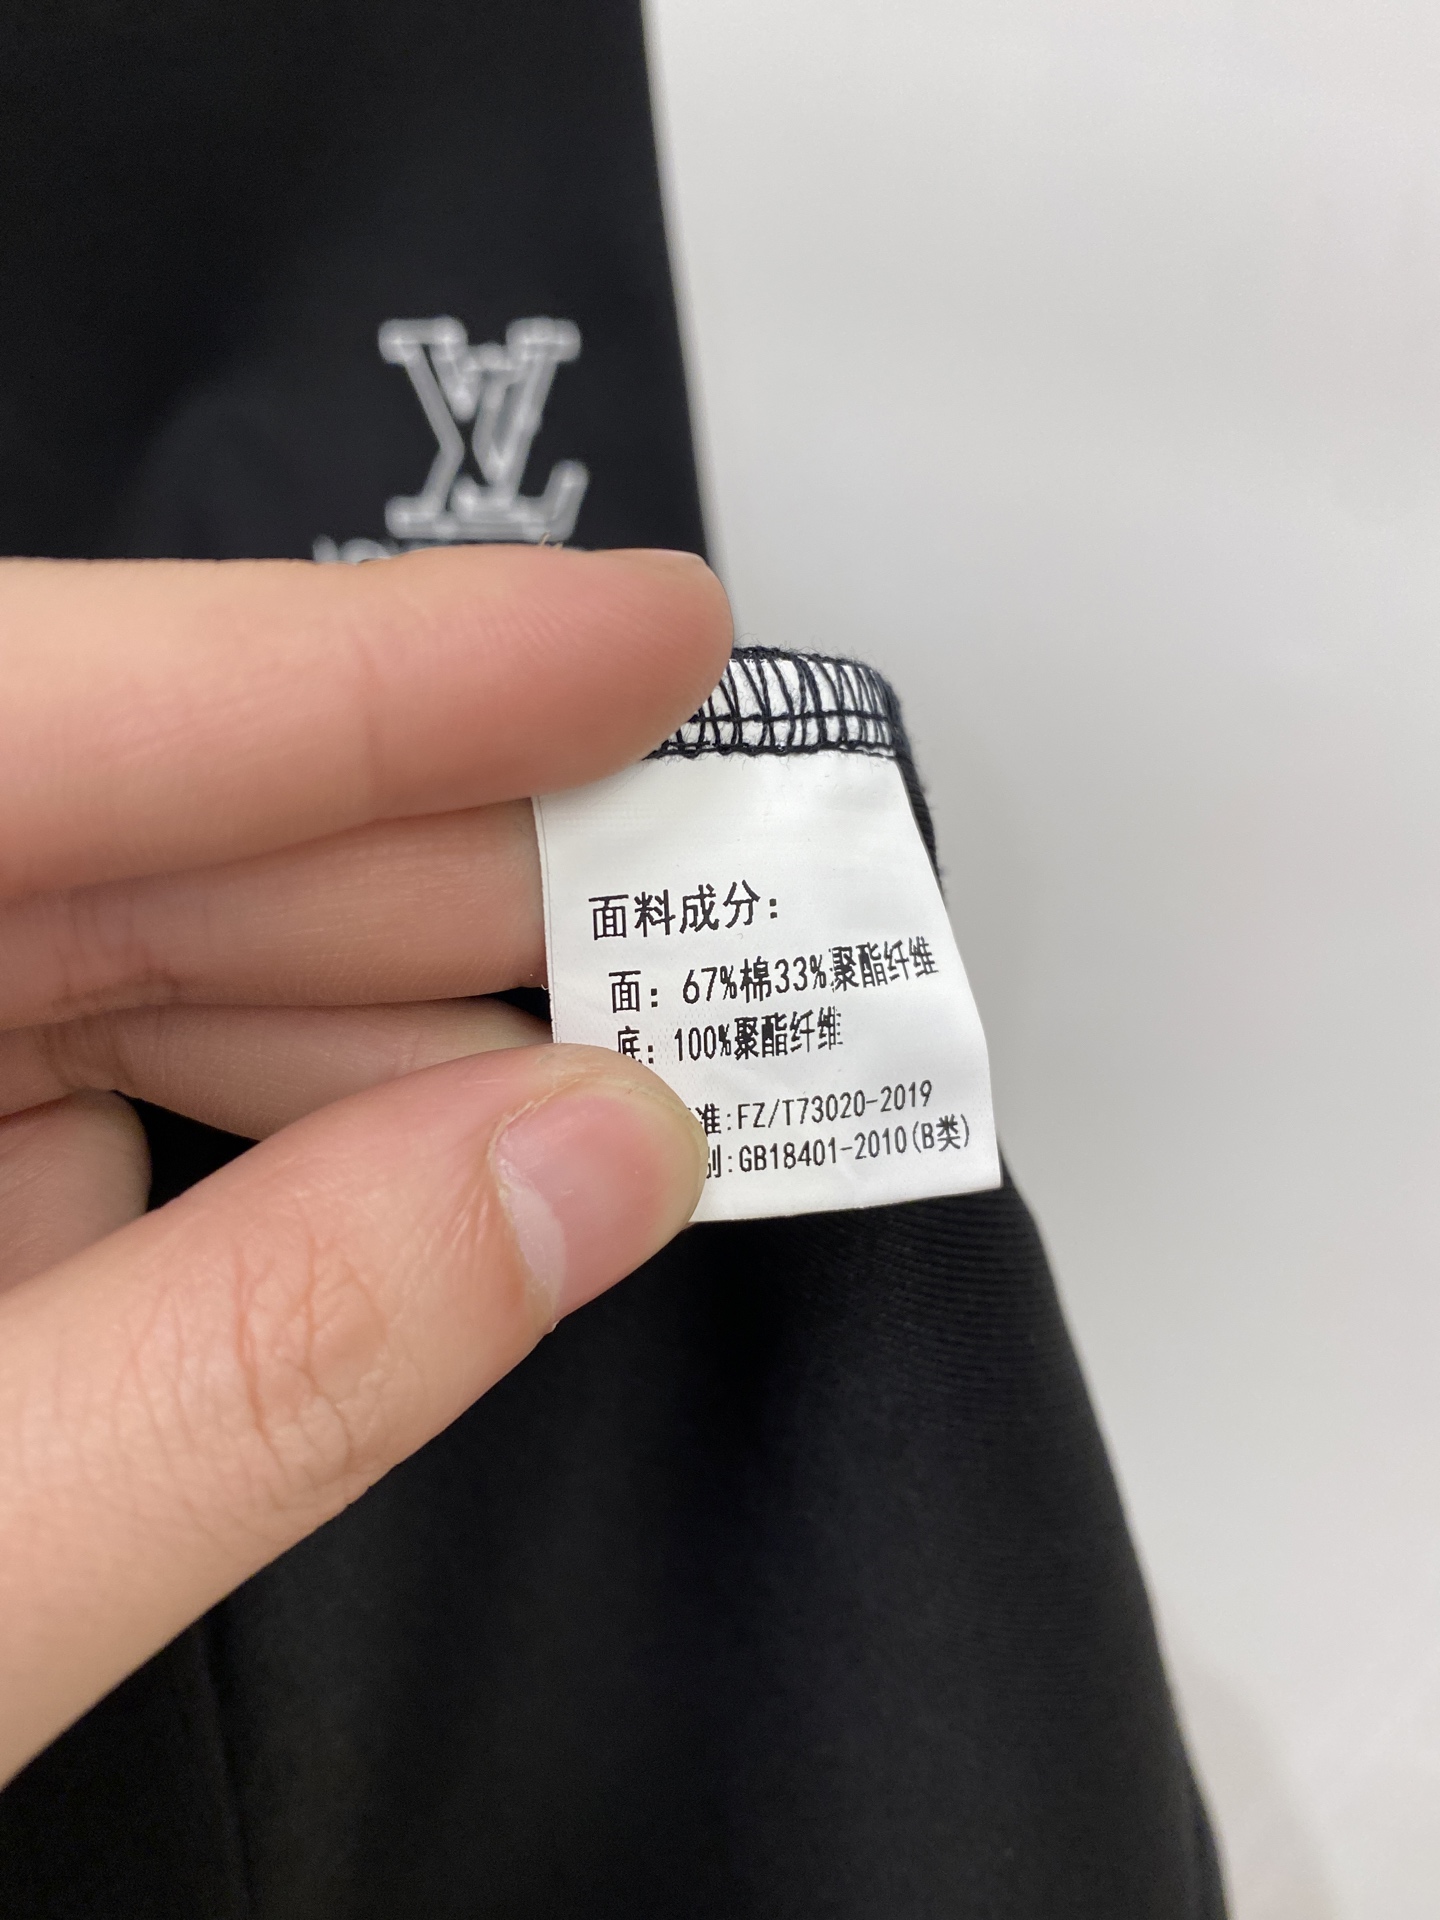 LV
面料成分:
面: 67%棉33%聚酯纤维
底: 100%聚酯纤维
准:FZ/T73020-2019
别:GB18401-2010(B类)